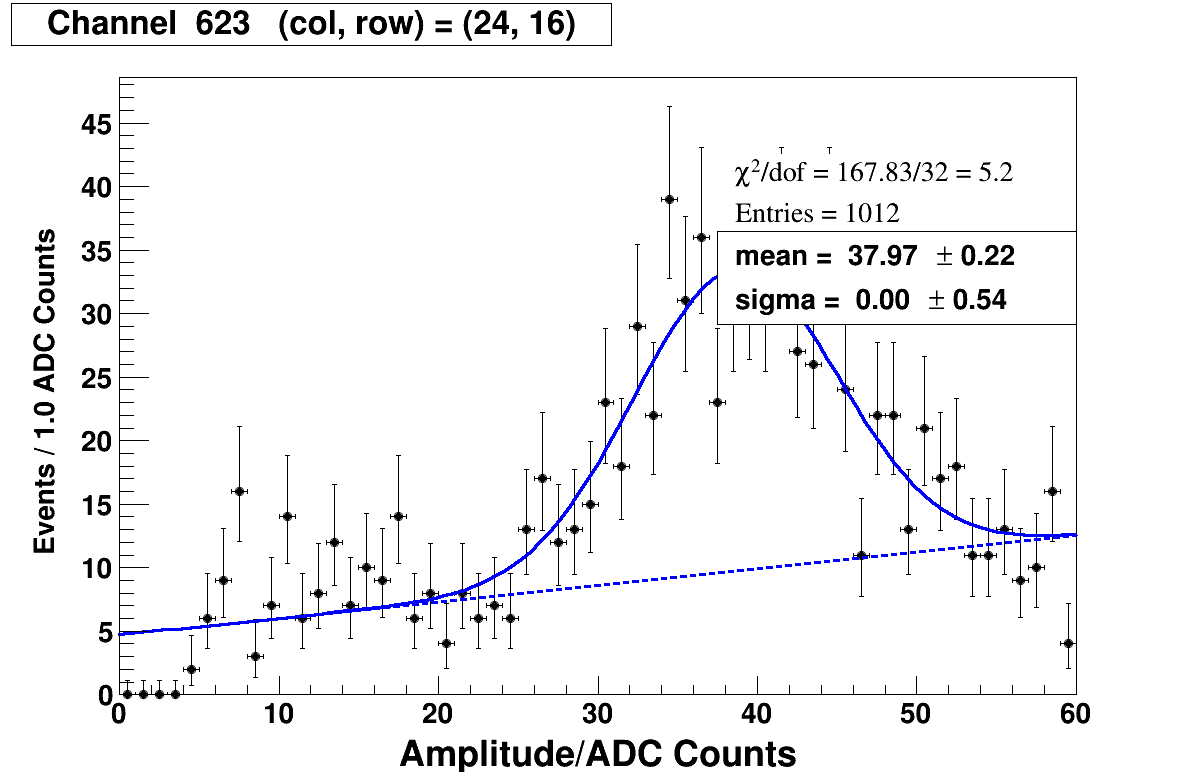 Channel 623 (col, row) = (24, 16)
χ²/dof = 167.83/32 = 5.2
Entries = 1012
mean = 37.97 ± 0.22
sigma = 0.00 ± 0.54
Events / 1.0 ADC Counts
45
40
35
30
25
20
15
10
5
0
0 10 20 30 40 50 60
Amplitude/ADC Counts